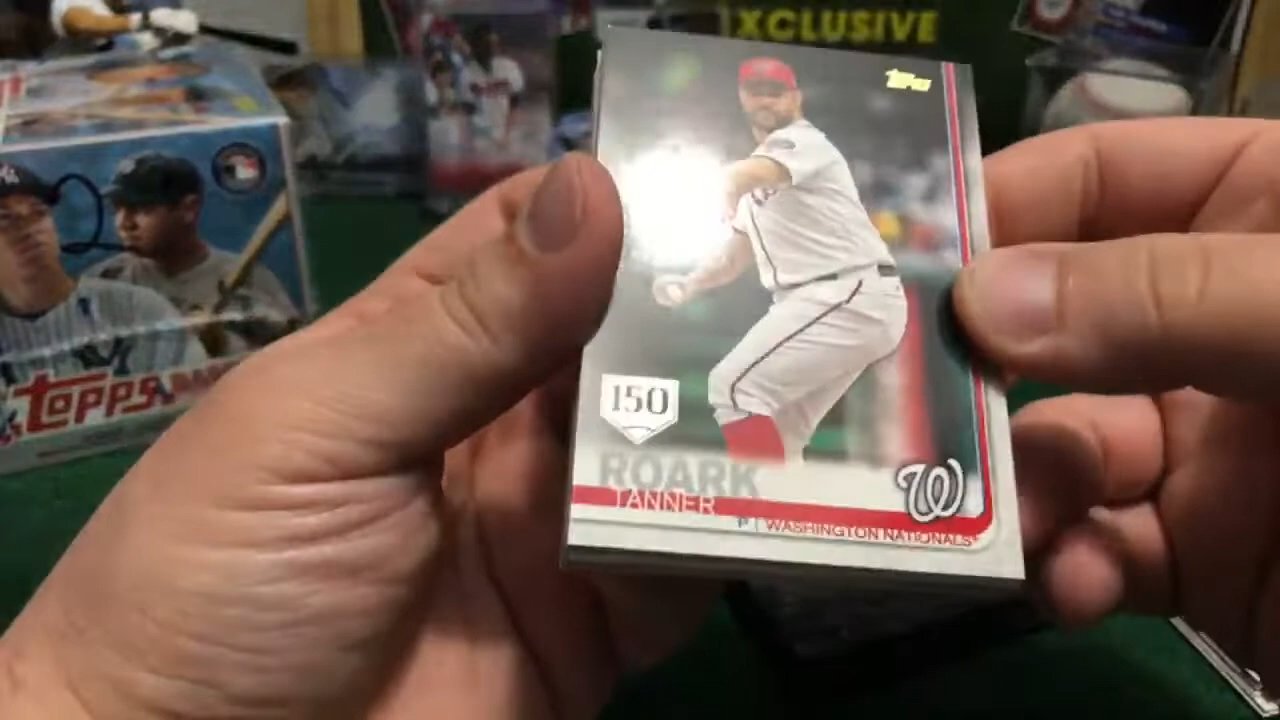 XCLUSIVE
Topps
150
ROARK
TANNER
P | WASHINGTON NATIONALS
W
TOPPS